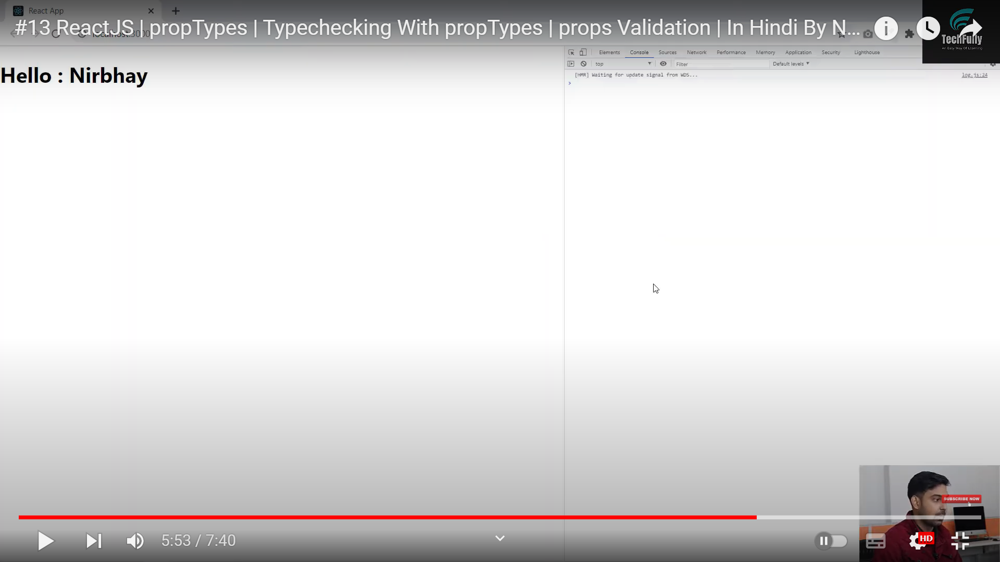 React App
#13 ReactJS | propTypes | Typechecking With propTypes | props Validation | In Hindi By N...
localhost:3000
TechFully
An Easy Way Of Learning
Elements Console Sources Network Performance Memory Application Security Lighthouse
top Filter Default levels
[HMR] Waiting for update signal from WDS... log.js:24
Hello : Nirbhay
SUBSCRIBE NOW
5:53 / 7:40
HD